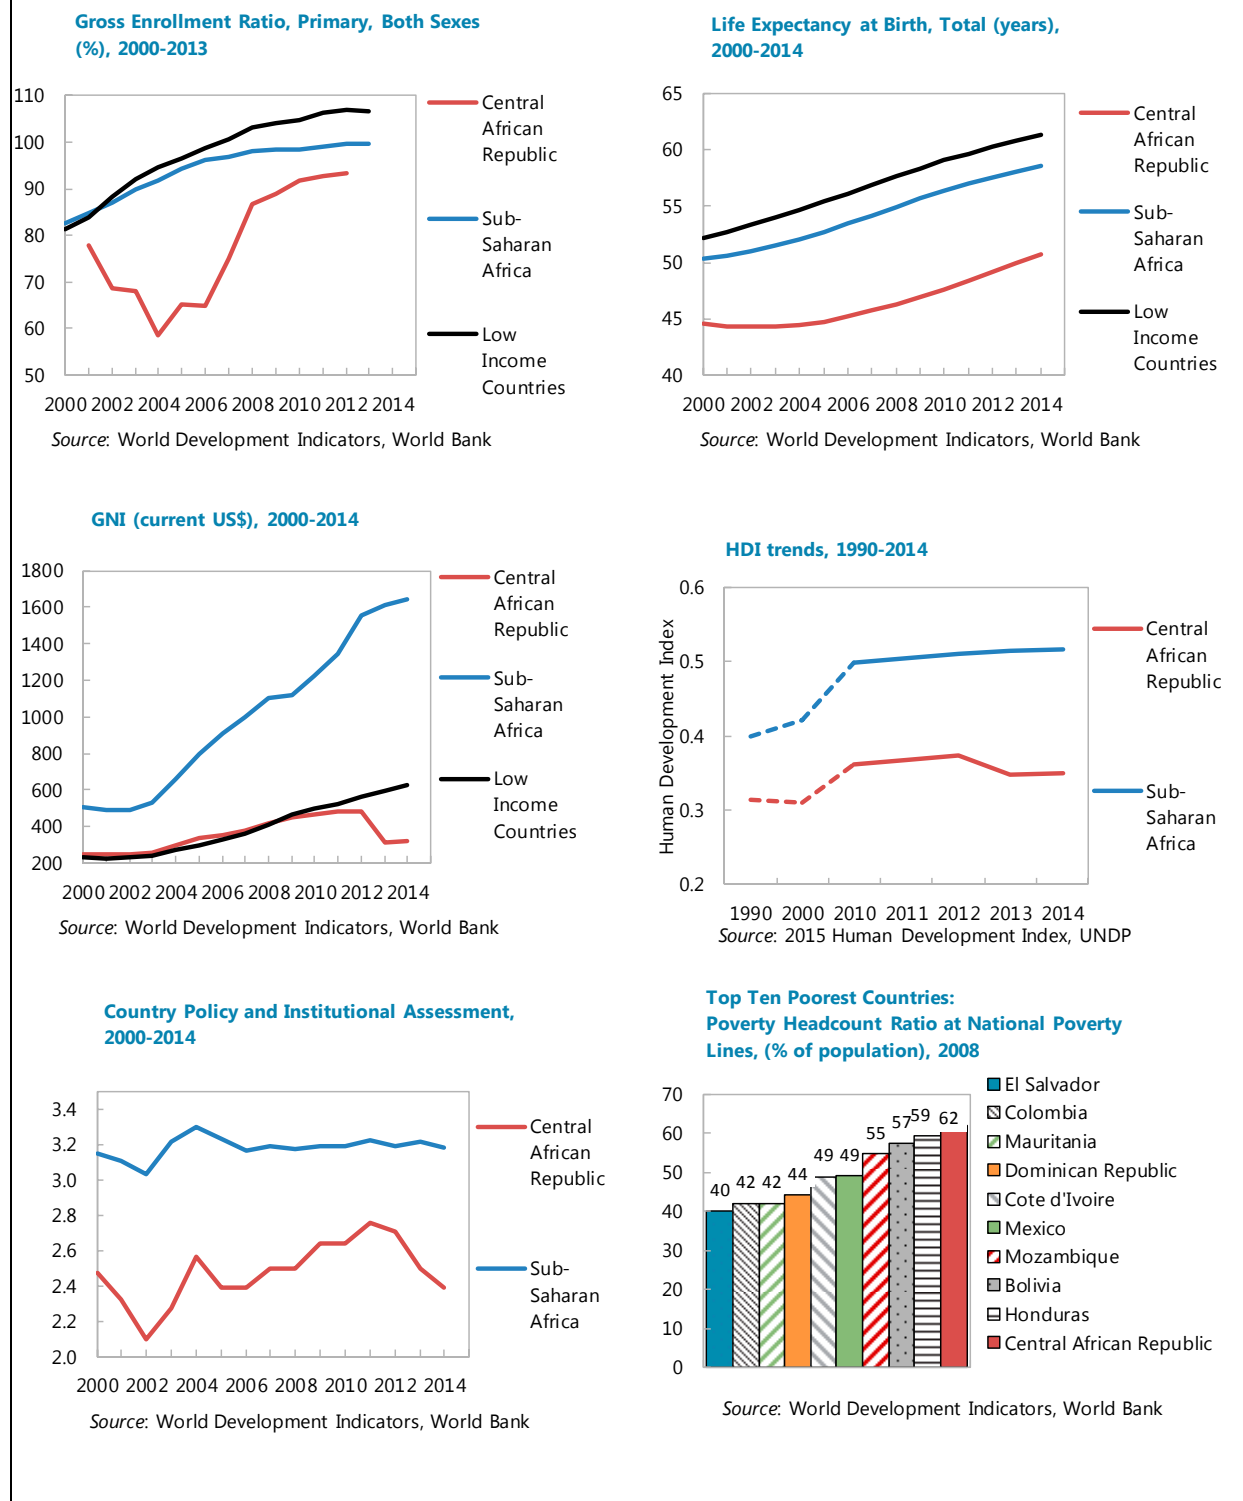 Gross Enrollment Ratio, Primary, Both Sexes
(%), 2000-2013
110
100
90
80
70
60
50
2000 2002 2004 2006 2008 2010 2012 2014
Central
African
Republic
Sub-
Saharan
Africa
Low
Income
Countries
Source: World Development Indicators, World Bank
Life Expectancy at Birth, Total (years),
2000-2014
65
60
55
50
45
40
2000 2002 2004 2006 2008 2010 2012 2014
Central
African
Republic
Sub-
Saharan
Africa
Low
Income
Countries
Source: World Development Indicators, World Bank
GNI (current US$), 2000-2014
1800
1600
1400
1200
1000
800
600
400
200
2000 2002 2004 2006 2008 2010 2012 2014
Central
African
Republic
Sub-
Saharan
Africa
Low
Income
Countries
Source: World Development Indicators, World Bank
HDI trends, 1990-2014
Human Development Index
0.6
0.5
0.4
0.3
0.2
1990 2000 2010 2011 2012 2013 2014
Central
African
Republic
Sub-
Saharan
Africa
Source: 2015 Human Development Index, UNDP
Country Policy and Institutional Assessment,
2000-2014
3.4
3.2
3.0
2.8
2.6
2.4
2.2
2.0
2000 2002 2004 2006 2008 2010 2012 2014
Central
African
Republic
Sub-
Saharan
Africa
Source: World Development Indicators, World Bank
Top Ten Poorest Countries:
Poverty Headcount Ratio at National Poverty
Lines, (% of population), 2008
70
60
50
40
30
20
10
0
40 42 42 44 49 49 55 57 59 62
El Salvador
Colombia
Mauritania
Dominican Republic
Cote d'Ivoire
Mexico
Mozambique
Bolivia
Honduras
Central African Republic
Source: World Development Indicators, World Bank